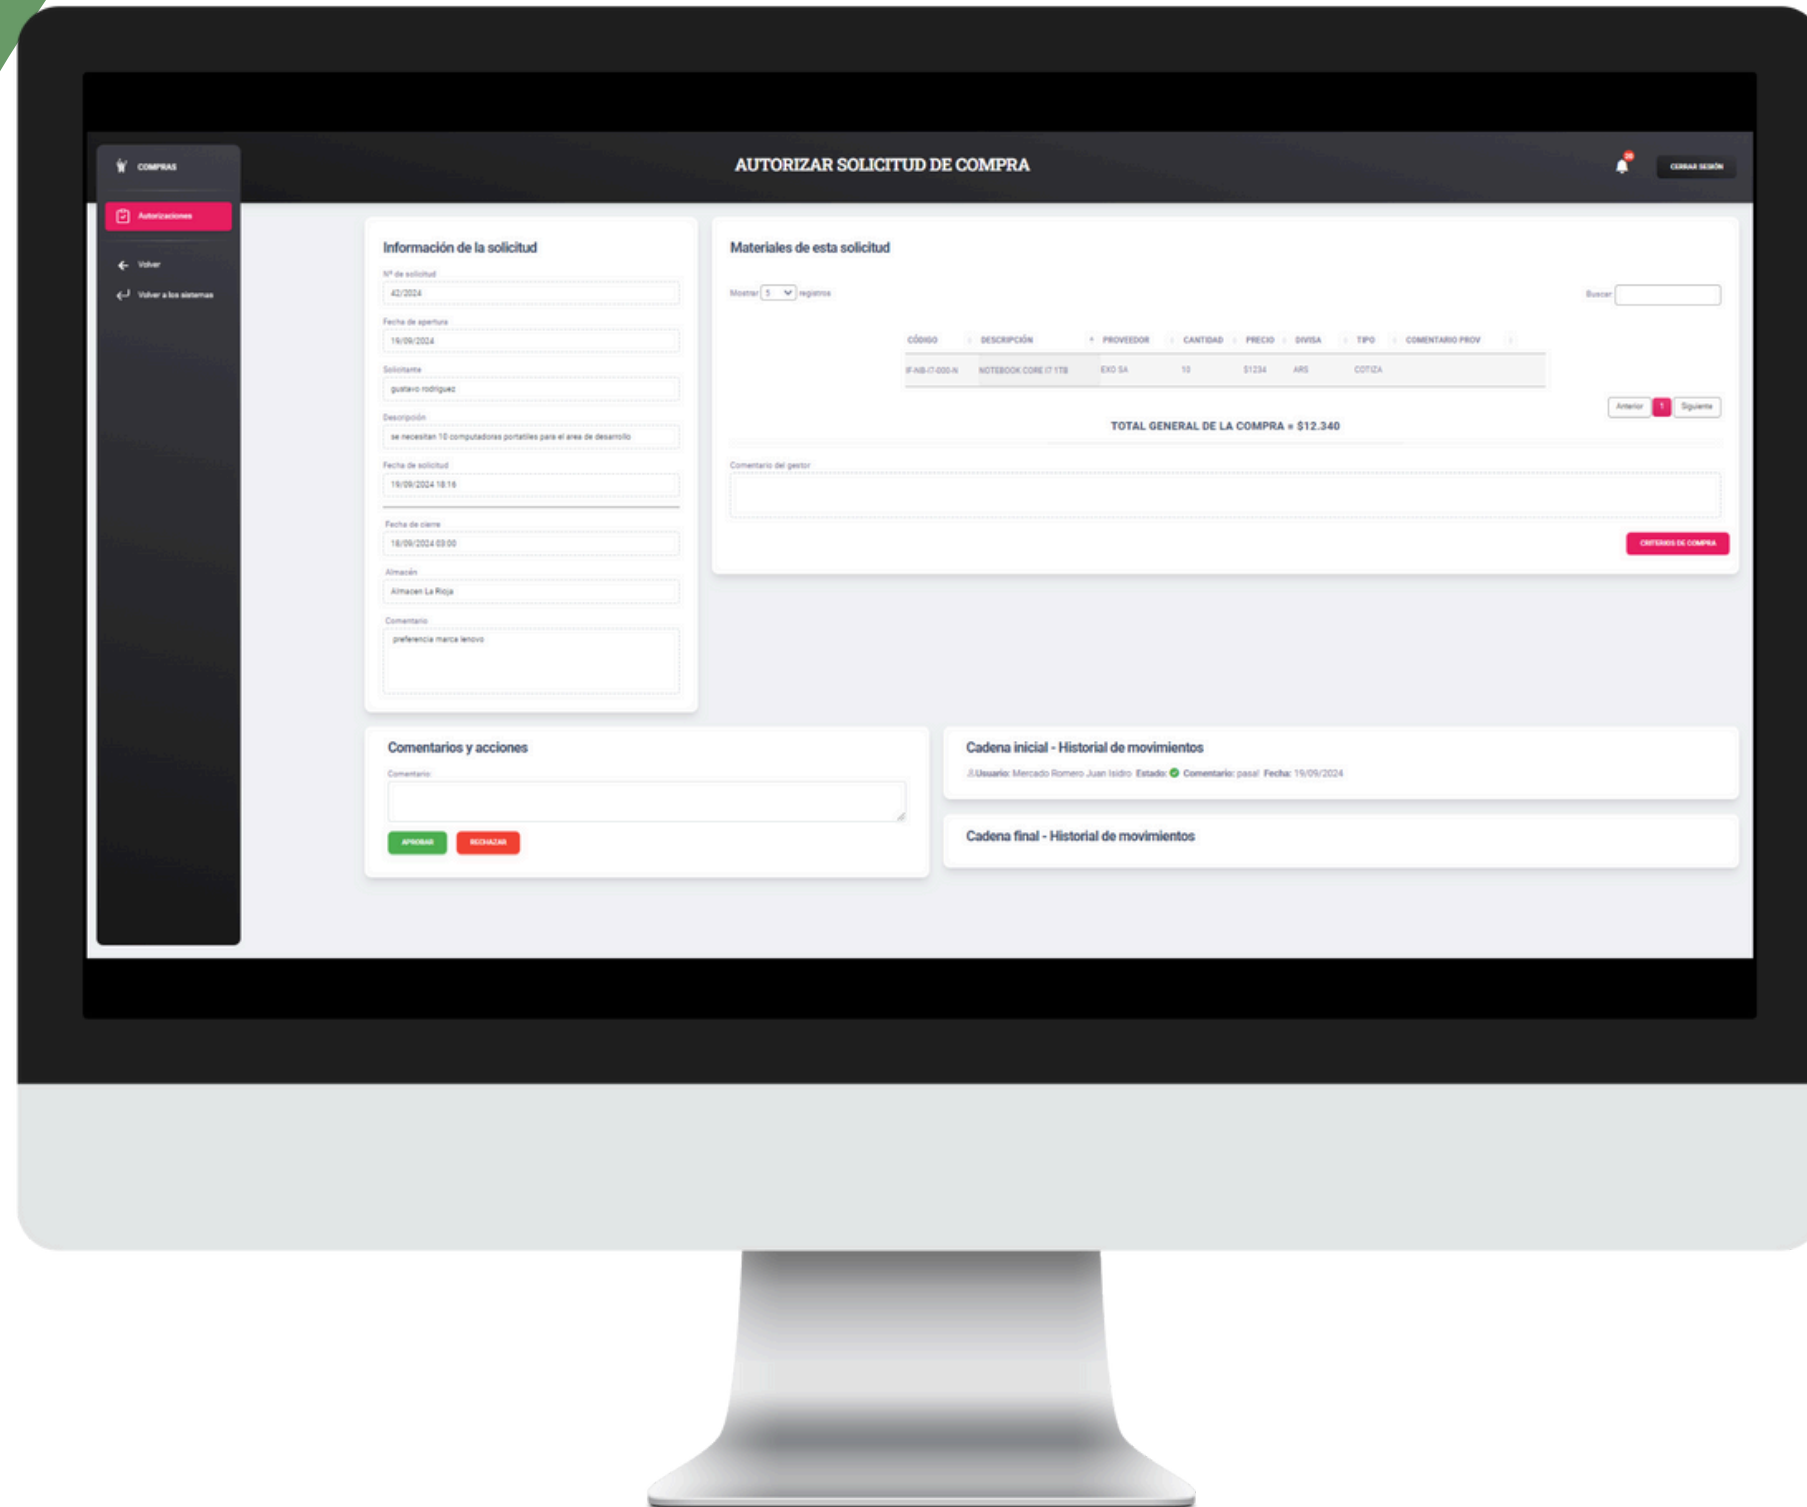 COMPRAS
AUTORIZAR SOLICITUD DE COMPRA
CERRAR SESIÓN
Autorizaciones
Volver
Volver a los sistemas
Información de la solicitud
Nº de solicitud
42/2024
Fecha de apertura
19/09/2024
Solicitante
gustavo rodriguez
Descripción
se necesitan 10 computadoras portatiles para el area de desarrollo
Fecha de solicitud
19/09/2024 18:16
Fecha de cierre
18/09/2024 03:00
Almacén
Almacen La Rioja
Comentario
preferencia marca lenovo
Materiales de esta solicitud
Mostrar 5 registros
Buscar:
CÓDIGO DESCRIPCIÓN PROVEEDOR CANTIDAD PRECIO DIVISA TIPO COMENTARIO PROV
IF-NB-I7-000-N NOTEBOOK CORE I7 1TB EXO SA 10 $1234 ARS COTIZA
Anterior 1 Siguiente
TOTAL GENERAL DE LA COMPRA = $12.340
Comentario del gestor
CRITERIOS DE COMPRA
Comentarios y acciones
Comentario:
APROBAR RECHAZAR
Cadena inicial - Historial de movimientos
Usuario: Mercado Romero Juan Isidro Estado: Comentario: pasa! Fecha: 19/09/2024
Cadena final - Historial de movimientos